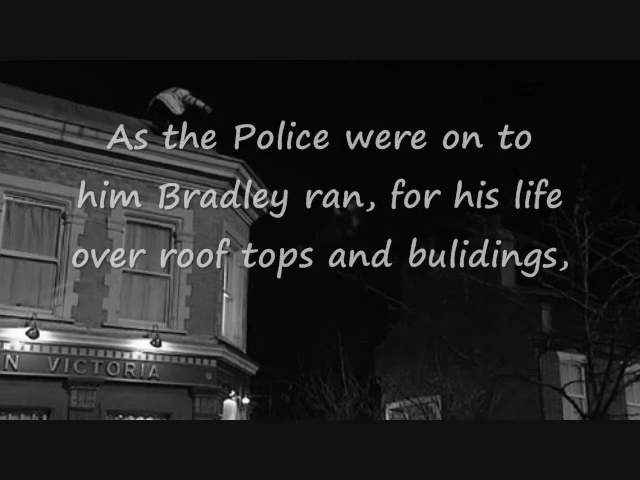 As the Police were on to
him Bradley ran, for his life
over roof tops and bulidings,
N VICTORIA